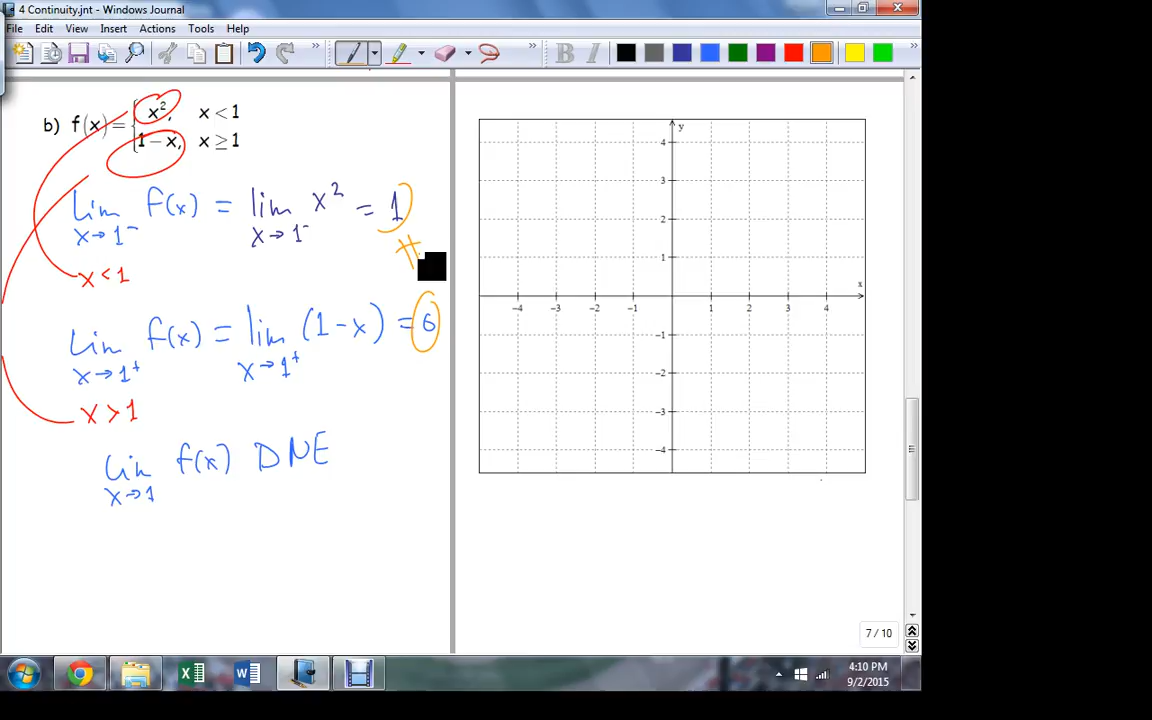 4 Continuity.jnt - Windows Journal
File Edit View Insert Actions Tools Help
» » B I »
b) f(x) = { x², x < 1
1 − x, x ≥ 1
lim x→1⁻ f(x) = lim x→1⁻ x² = 1
≠
x < 1
lim x→1⁺ f(x) = lim x→1⁺ (1 − x) = 0
x > 1
lim x→1 f(x) DNE
y
4
3
2
1
x
−4 −3 −2 −1 1 2 3 4
−1
−2
−3
−4
7 / 10
4:10 PM
9/2/2015